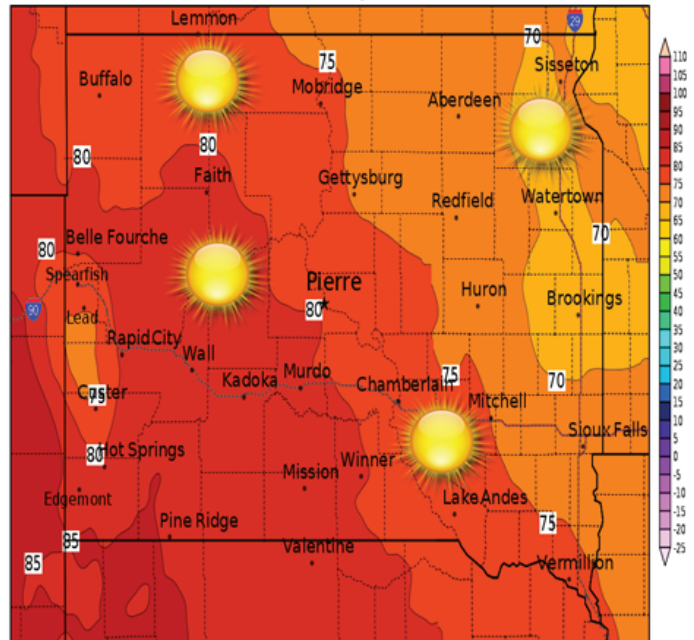 Lemmon
29
70
75
Sisseton
Buffalo
Mobridge
Aberdeen
80
80
Faith
Gettysburg
Redfield
Watertown
Belle Fourche
80
70
Spearfish
Pierre
90
Lead
80
Huron
Brookings
Rapid City
Wall
Kadoka
Murdo
Chamberlain
75
70
Custer
75
Mitchell
Sioux Falls
80
Hot Springs
Winner
Mission
Edgemont
Lake Andes
Pine Ridge
75
85
Valentine
85
Vermillion
110
105
100
95
90
85
80
75
70
65
60
55
50
45
40
35
30
25
20
15
10
5
0
-5
-10
-15
-20
-25